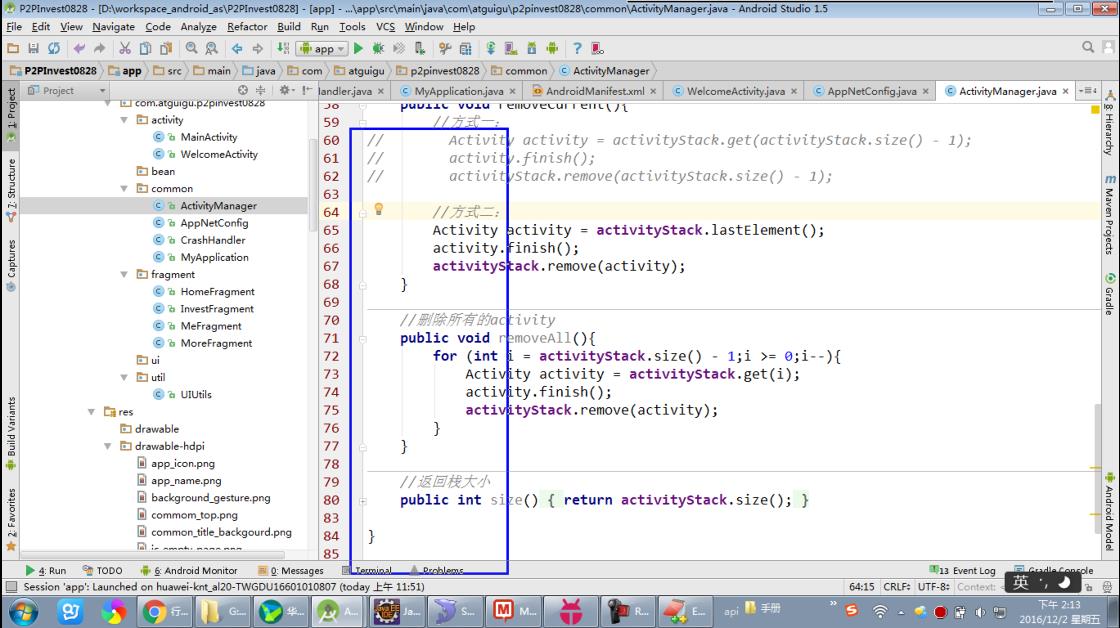 P2PInvest0828 - [D:\workspace_android_as\P2PInvest0828] - [app] - ...\app\src\main\java\com\atguigu\p2pinvest0828\common\ActivityManager.java - Android Studio 1.5
File Edit View Navigate Code Analyze Refactor Build Run Tools VCS Window Help
app
P2PInvest0828 app src main java com atguigu p2pinvest0828 common ActivityManager
Project
Handler.java MyApplication.java AndroidManifest.xml WelcomeActivity.java AppNetConfig.java ActivityManager.java
1: Project
7: Structure
Captures
Build Variants
2: Favorites
com.atguigu.p2pinvest0828
activity
MainActivity
WelcomeActivity
bean
common
ActivityManager
AppNetConfig
CrashHandler
MyApplication
fragment
HomeFragment
InvestFragment
MeFragment
MoreFragment
ui
util
UIUtils
res
drawable
drawable-hdpi
app_icon.png
app_name.png
background_gesture.png
commom_top.png
common_title_backgourd.png
ic_empty_page.png
58 public void removeCurrent(){
59 //方式一：
60 // Activity activity = activityStack.get(activityStack.size() - 1);
61 // activity.finish();
62 // activityStack.remove(activityStack.size() - 1);
63
64 //方式二：
65 Activity activity = activityStack.lastElement();
66 activity.finish();
67 activityStack.remove(activity);
68 }
69
70 //删除所有的activity
71 public void removeAll(){
72 for (int i = activityStack.size() - 1;i >= 0;i--){
73 Activity activity = activityStack.get(i);
74 activity.finish();
75 activityStack.remove(activity);
76 }
77 }
78
79 //返回栈大小
80 public int size() { return activityStack.size(); }
83
84 }
85
8: Hierarchy
Maven Projects
Gradle
Android Model
4: Run TODO 6: Android Monitor 0: Messages Terminal Problems 13 Event Log Gradle Console
Session 'app': Launched on huawei-knt_al20-TWGDU16601010807 (today 上午 11:51) 64:15 CRLF UTF-8 Context:
英
行... G:... 华... A... Ja... S... M... R... E... api 手册
下午 2:13
2016/12/2 星期五